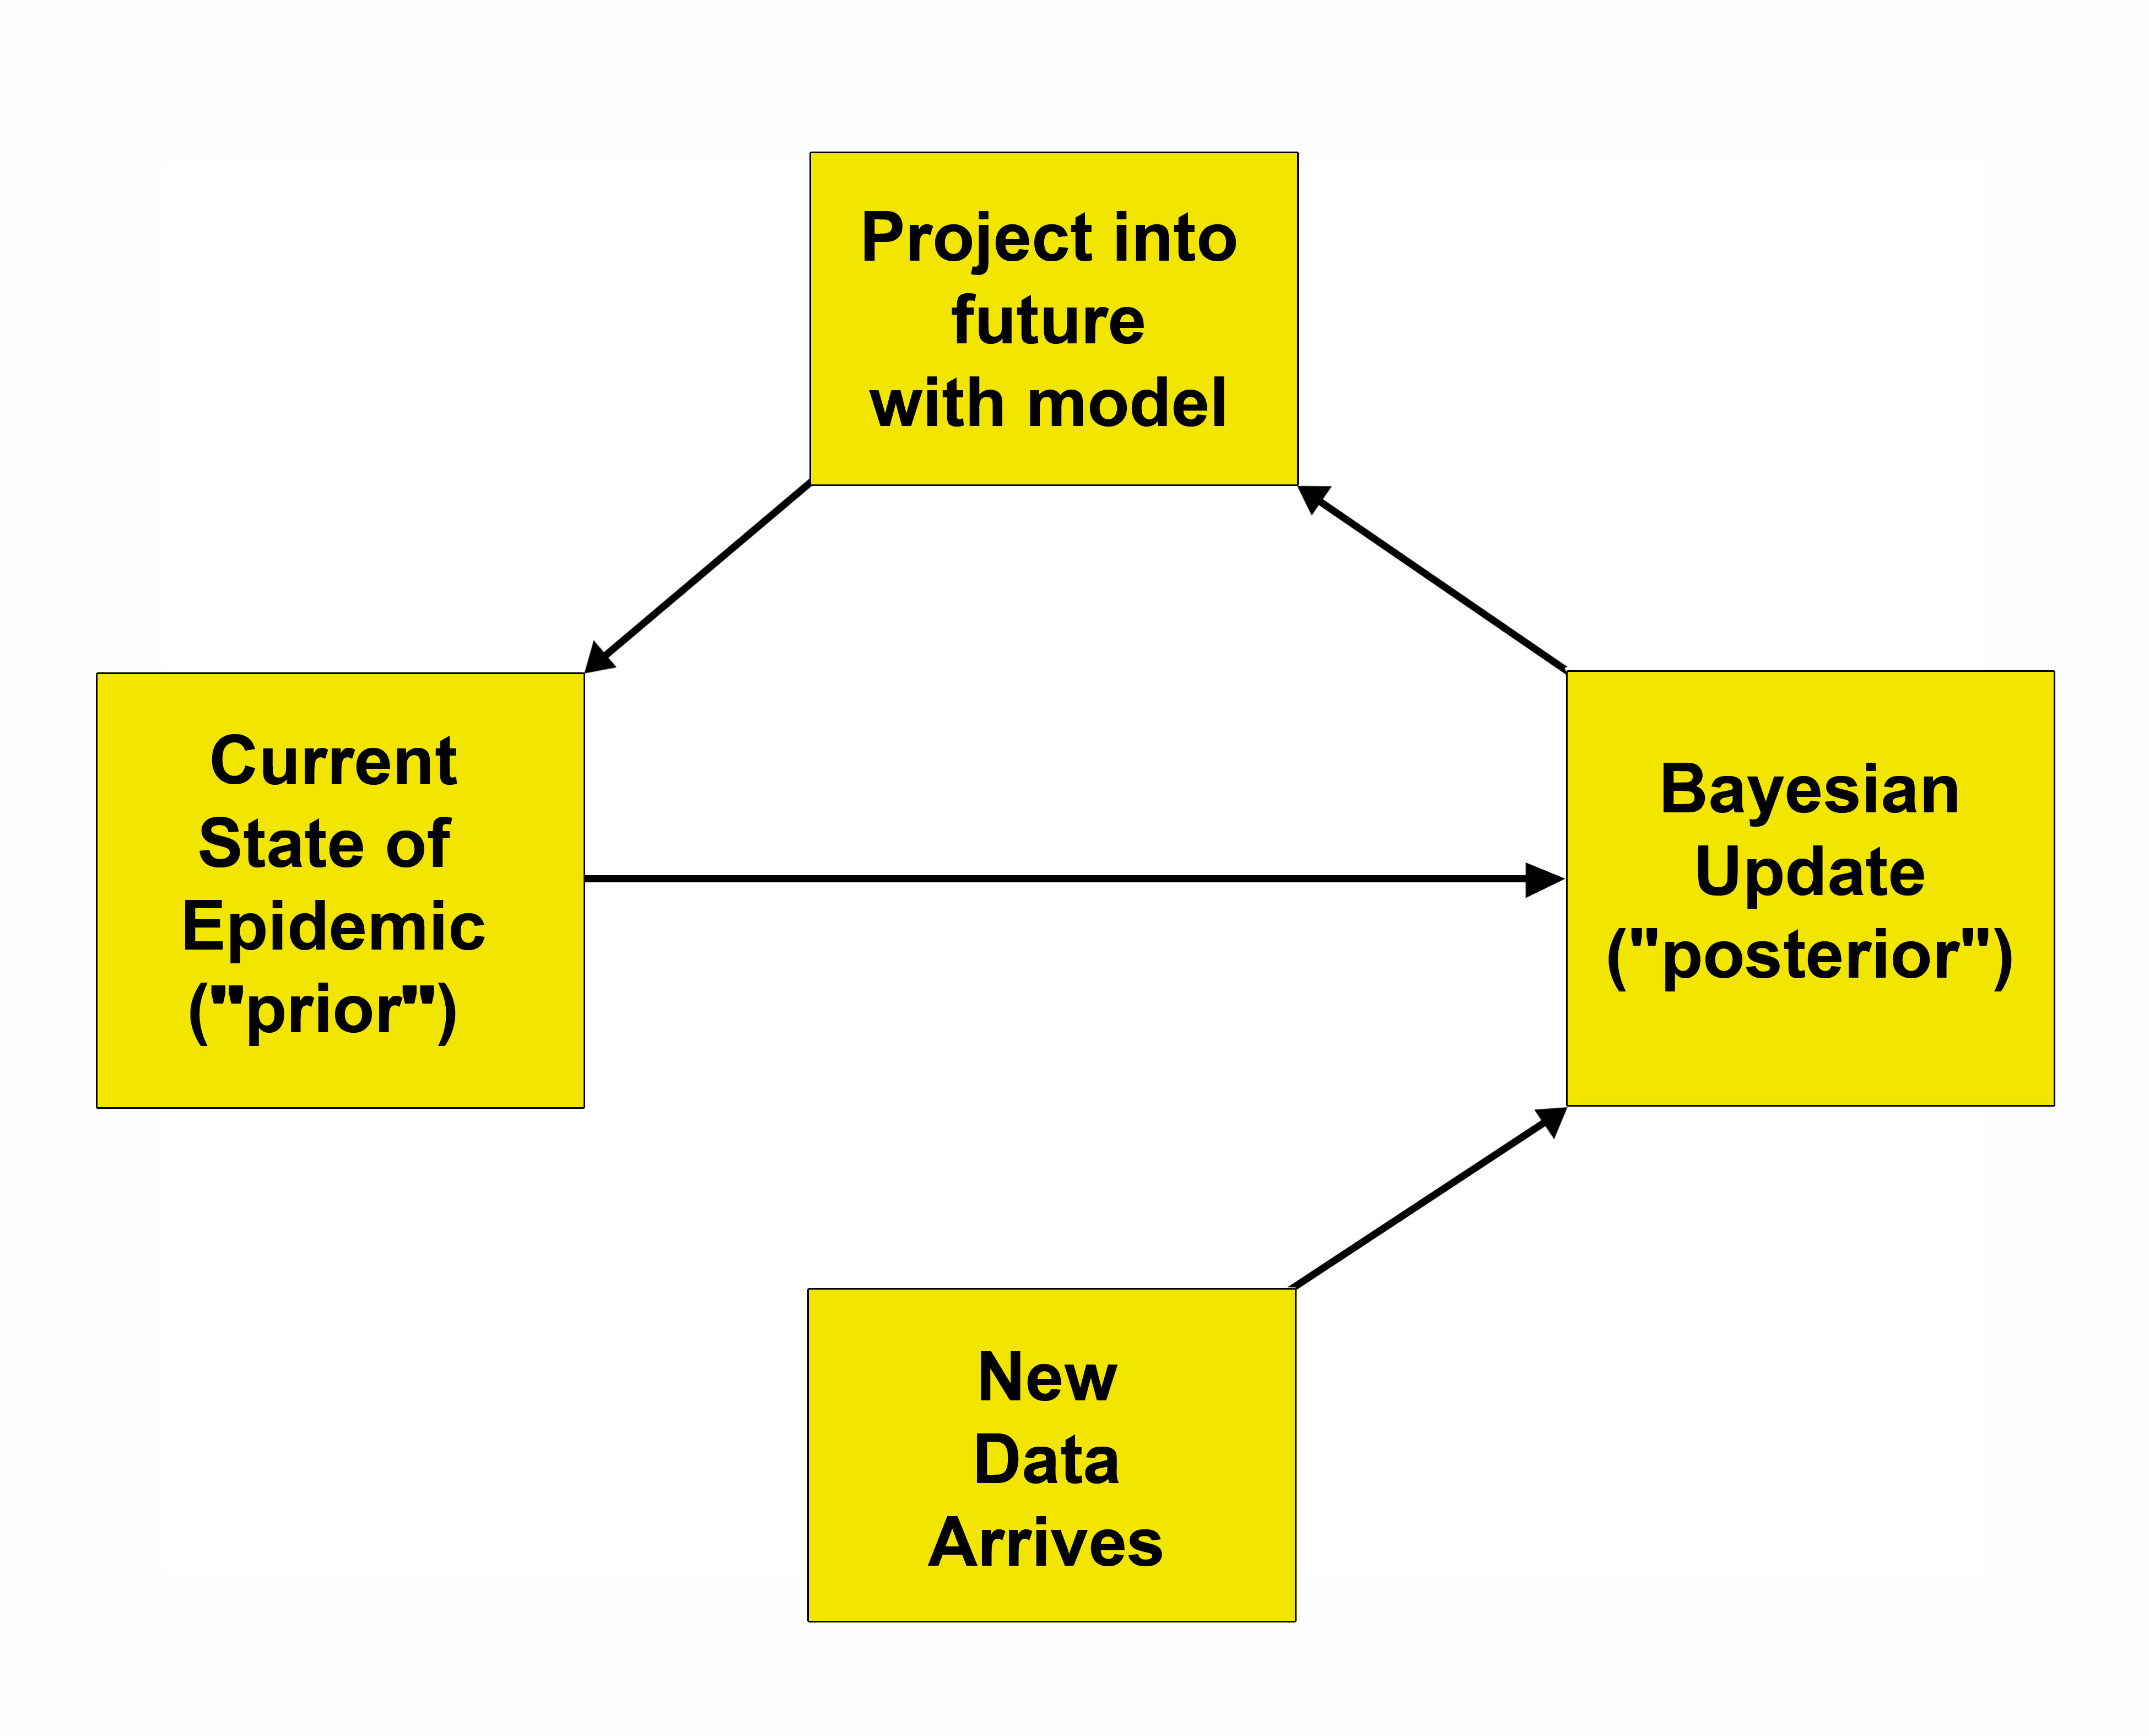 Project into
future
with model
Current
State of
Epidemic
("prior")
Bayesian
Update
("posterior")
New
Data
Arrives